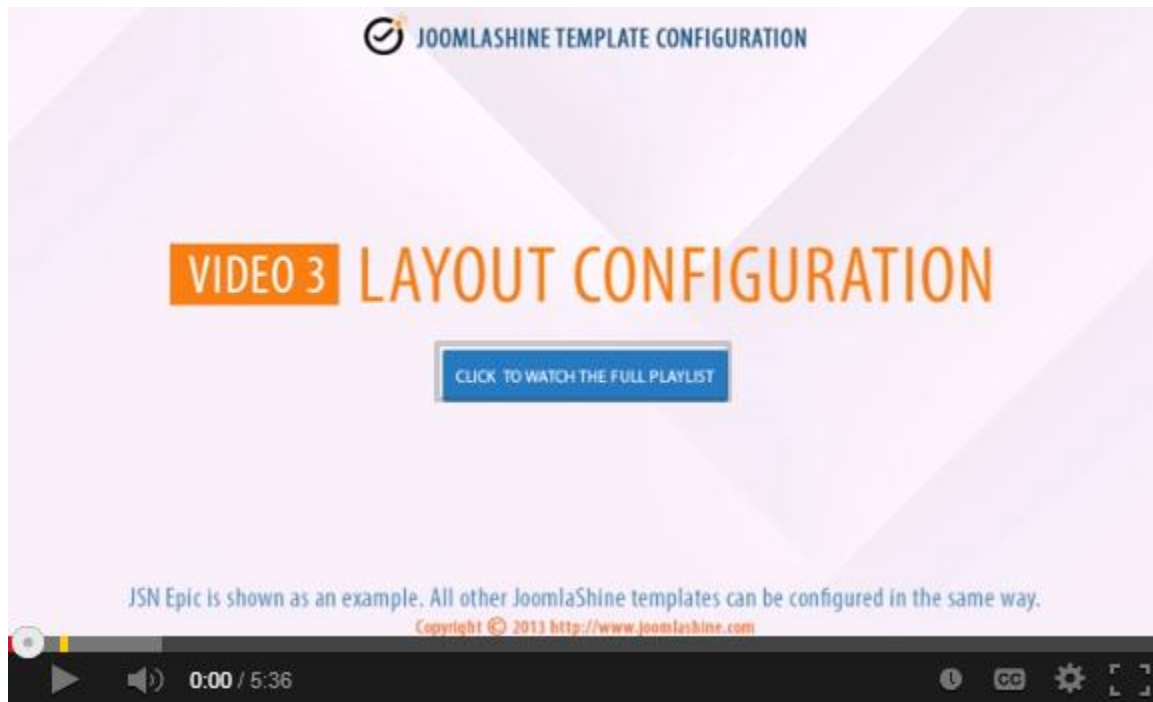 JOOMLASHINE TEMPLATE CONFIGURATION
VIDEO 3 LAYOUT CONFIGURATION
CLICK TO WATCH THE FULL PLAYLIST
JSN Epic is shown as an example. All other JoomlaShine templates can be configured in the same way.
Copyright © 2013 http://www.joomlashine.com
0:00 / 5:36 CC